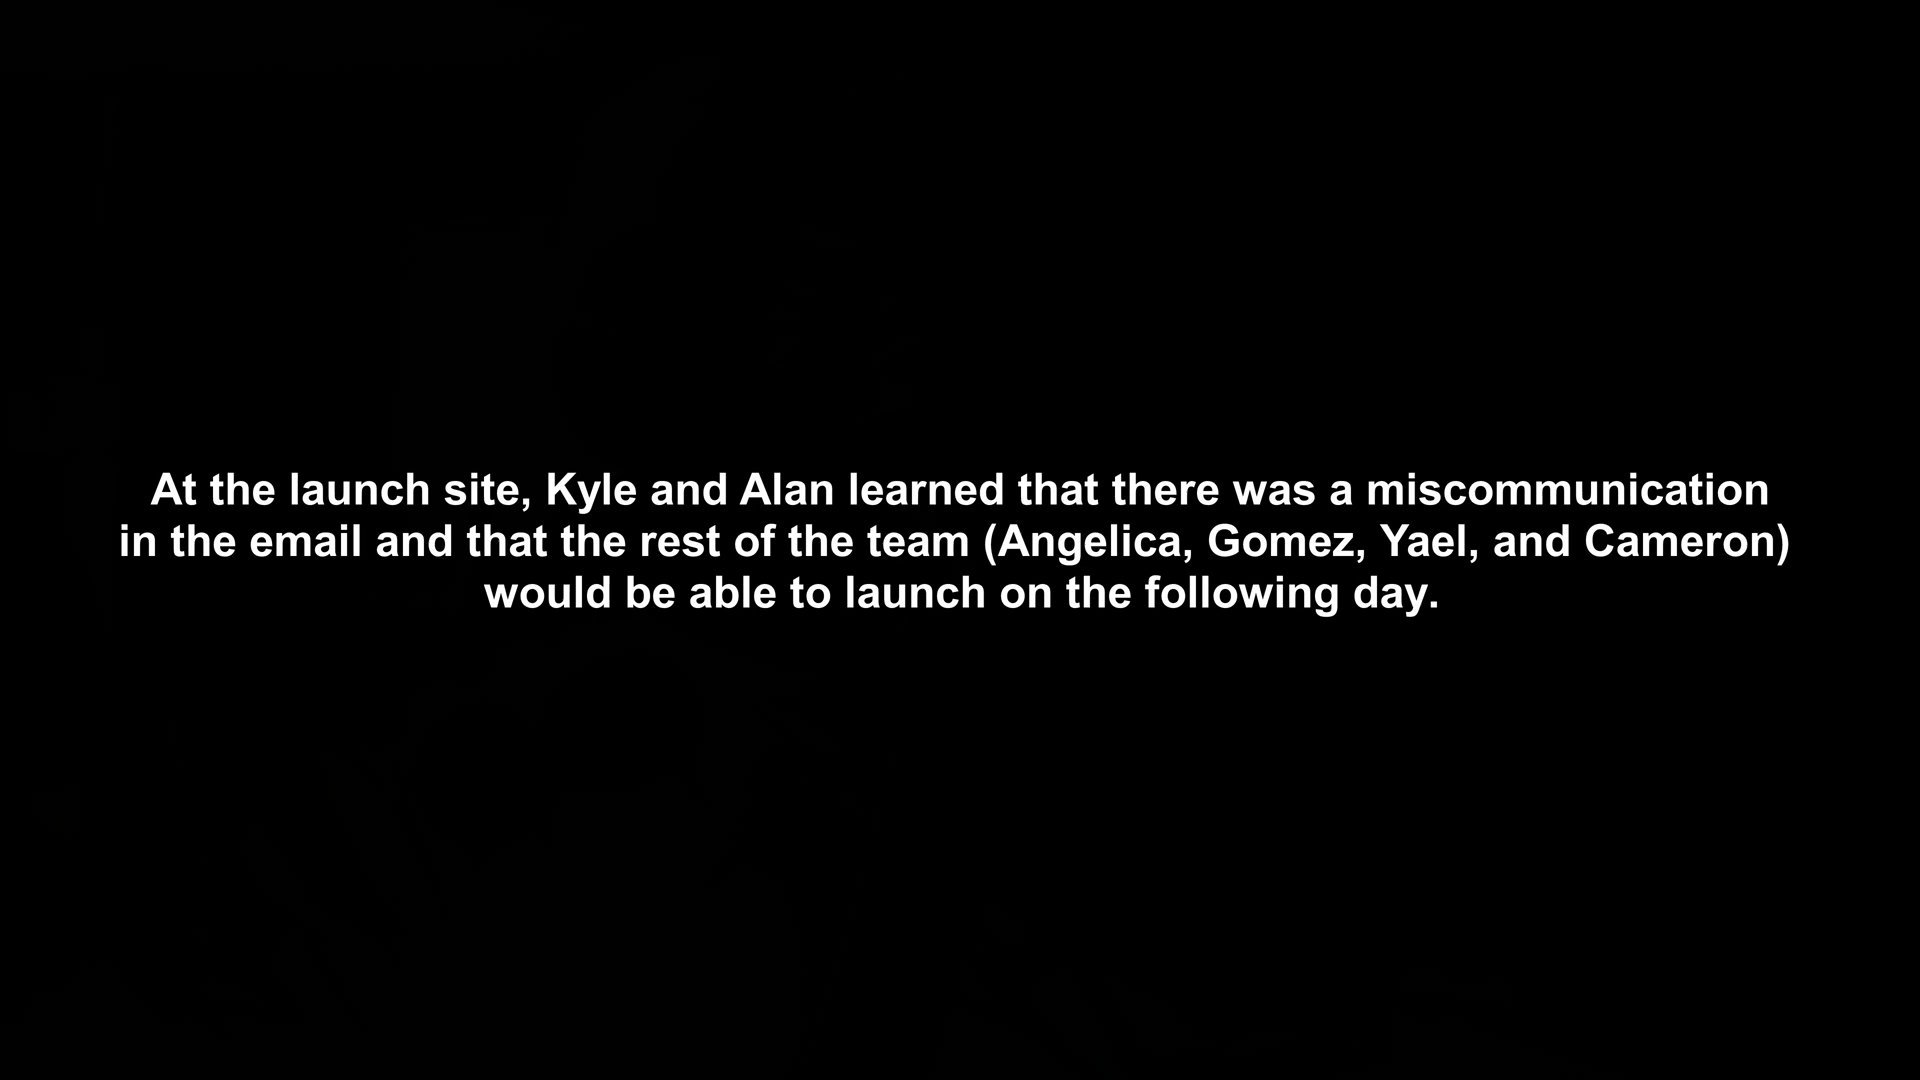 At the launch site, Kyle and Alan learned that there was a miscommunication
in the email and that the rest of the team (Angelica, Gomez, Yael, and Cameron)
would be able to launch on the following day.